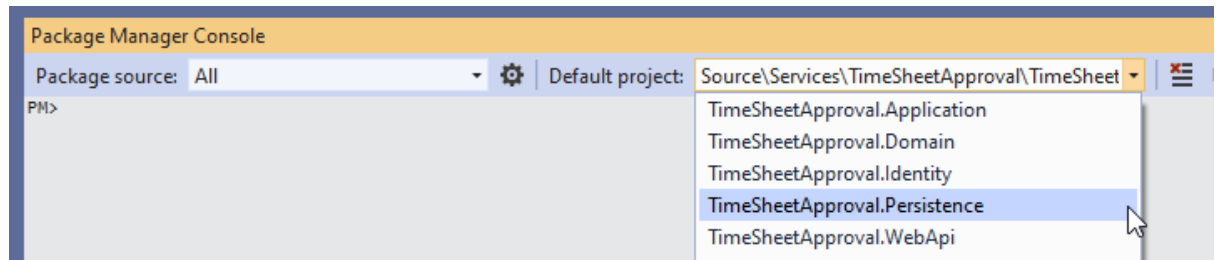 Package Manager Console
Package source: All Default project: Source\Services\TimeSheetApproval\TimeSheet
PM>
TimeSheetApproval.Application
TimeSheetApproval.Domain
TimeSheetApproval.Identity
TimeSheetApproval.Persistence
TimeSheetApproval.WebApi